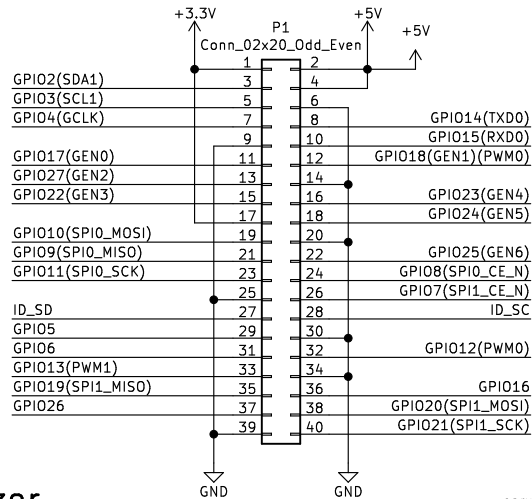 +3.3V
P1
+5V
+5V
Conn_02x20_Odd_Even
1 2
GPIO2(SDA1) 3 4
GPIO3(SCL1) 5 6
GPIO4(GCLK) 7 8 GPIO14(TXD0)
9 10 GPIO15(RXD0)
GPIO17(GEN0) 11 12 GPIO18(GEN1)(PWM0)
GPIO27(GEN2) 13 14
GPIO22(GEN3) 15 16 GPIO23(GEN4)
17 18 GPIO24(GEN5)
GPIO10(SPI0_MOSI) 19 20
GPIO9(SPI0_MISO) 21 22 GPIO25(GEN6)
GPIO11(SPI0_SCK) 23 24 GPIO8(SPI0_CE_N)
25 26 GPIO7(SPI1_CE_N)
ID_SD 27 28 ID_SC
GPIO5 29 30
GPIO6 31 32 GPIO12(PWM0)
GPIO13(PWM1) 33 34
GPIO19(SPI1_MISO) 35 36 GPIO16
GPIO26 37 38 GPIO20(SPI1_MOSI)
39 40 GPIO21(SPI1_SCK)
GND GND